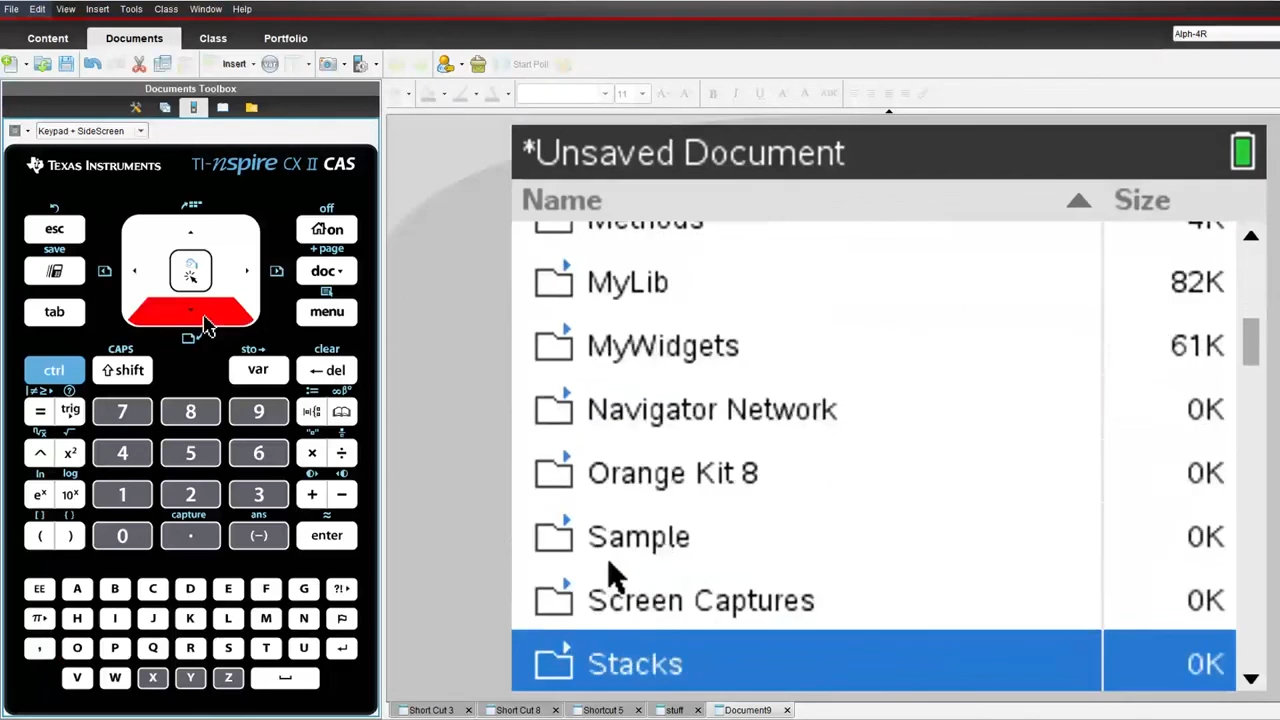 File Edit View Insert Tools Class Window Help
Content Documents Class Portfolio
Alph-4R
Insert Start Poll
Documents Toolbox
11 B I U A A
Keypad + SideScreen
TEXAS INSTRUMENTS TI-nspire CX II CAS
*Unsaved Document
Name Size
off
esc on
save + page
doc
tab menu
CAPS sto→ clear
ctrl shift var ← del
= trig 7 8 9
^ x² 4 5 6 × ÷
ln log
eˣ 10ˣ 1 2 3 + −
[ ] { } capture ans ≈
( ) 0 . (−) enter
EE A B C D E F G ?!▸
π▸ H I J K L M N
, O P Q R S T U
V W X Y Z
Methods 4K
MyLib 82K
MyWidgets 61K
Navigator Network 0K
Orange Kit 8 0K
Sample 0K
Screen Captures 0K
Stacks 0K
Short Cut 3 Short Cut 8 Shortcut 5 stuff Document9